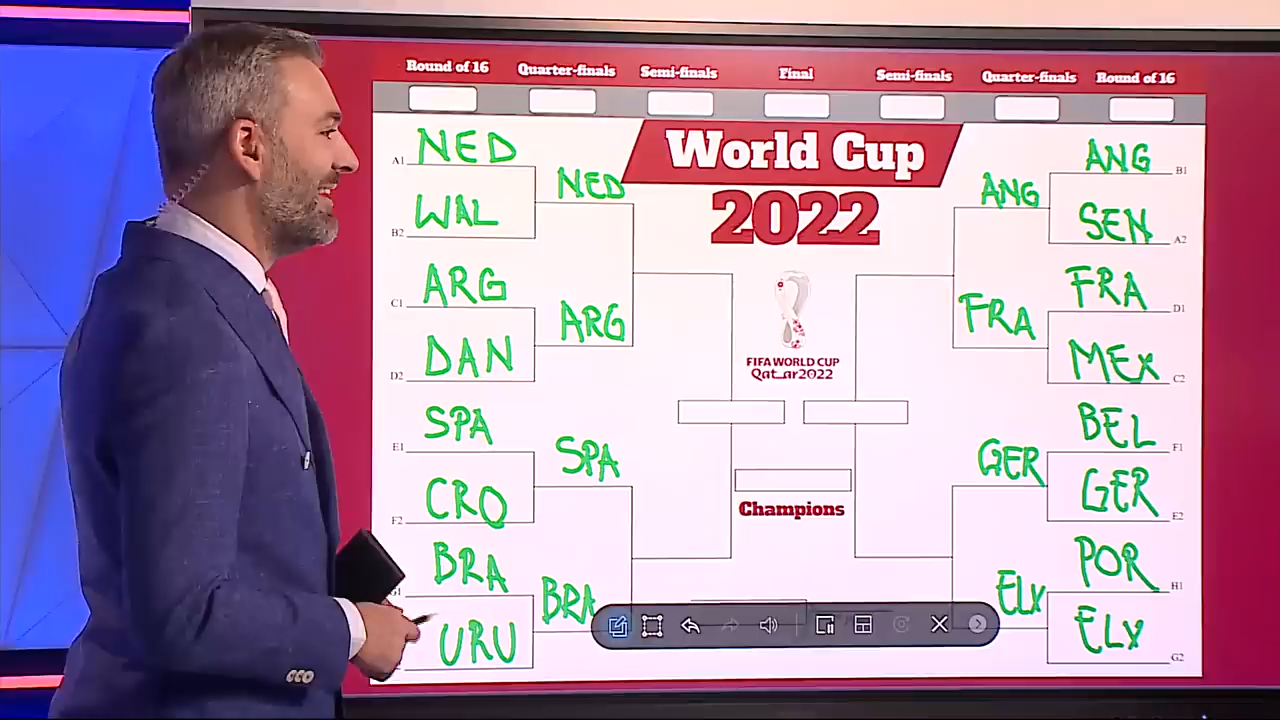 Round of 16 Quarter-finals Semi-finals Final Semi-finals Quarter-finals Round of 16
World Cup
2022
FIFA WORLD CUP
Qatar2022
Champions
A1 NED
WAL
B2
NED
C1 ARG
DAN
D2
ARG
SPA
E1
CRO
F2
SPA
BRA
G1
URU
BRA
ANG B1
SEN A2
ANG
FRA D1
MEX C2
FRA
BEL F1
GER E2
GER
POR H1
ELX G2
ELX